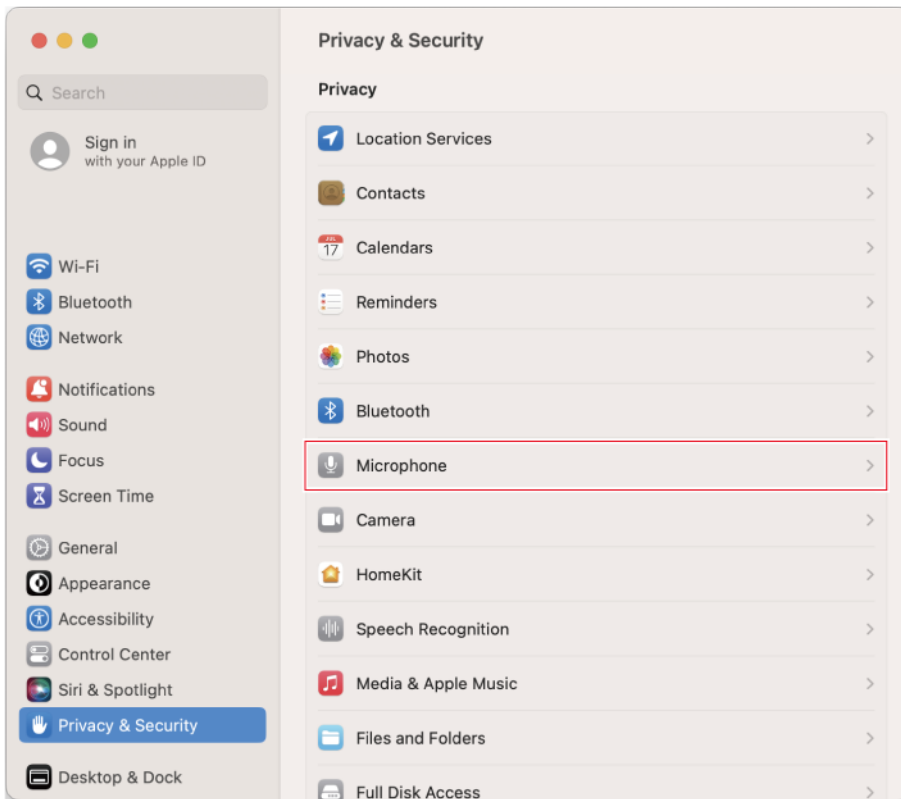 Privacy & Security
Search
Privacy
Sign in
with your Apple ID
Location Services
Contacts
JUL
17
Calendars
Reminders
Photos
Bluetooth
Microphone
Camera
HomeKit
Speech Recognition
Media & Apple Music
Files and Folders
Full Disk Access
Wi-Fi
Bluetooth
Network
Notifications
Sound
Focus
Screen Time
General
Appearance
Accessibility
Control Center
Siri & Spotlight
Privacy & Security
Desktop & Dock